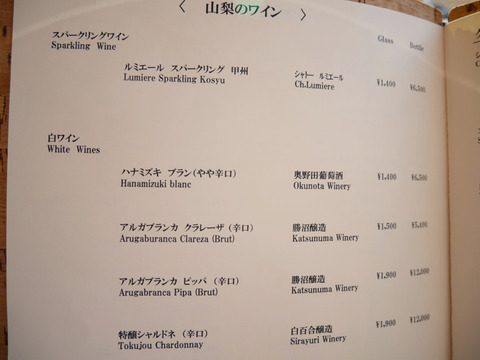 〈 山梨のワイン 〉
Glass Bottle
スパークリングワイン
Sparkling Wine
ルミエール スパークリング 甲州 シャトー ルミエール
Lumiere Sparkling Kosyu Ch.Lumiere ¥1,400 ¥6,500
白ワイン
White Wines
ハナミズキ ブラン(やや辛口) 奥野田葡萄酒 ¥1,400 ¥6,500
Hanamizuki blanc Okunota Winery
アルガブランカ クラレーザ (辛口) 勝沼醸造 ¥1,500 ¥5,400
Arugaburanca Clareza (Brut) Katsunuma Winery
アルガブランカ ピッパ (辛口) 勝沼醸造 ¥1,900 ¥12,000
Arugabranca Pipa (Brut) Katsunuma Winery
特醸シャルドネ (辛口) 白百合醸造 ¥1,900 ¥12,000
Tokujou Chardonnay Sirayuri Winery